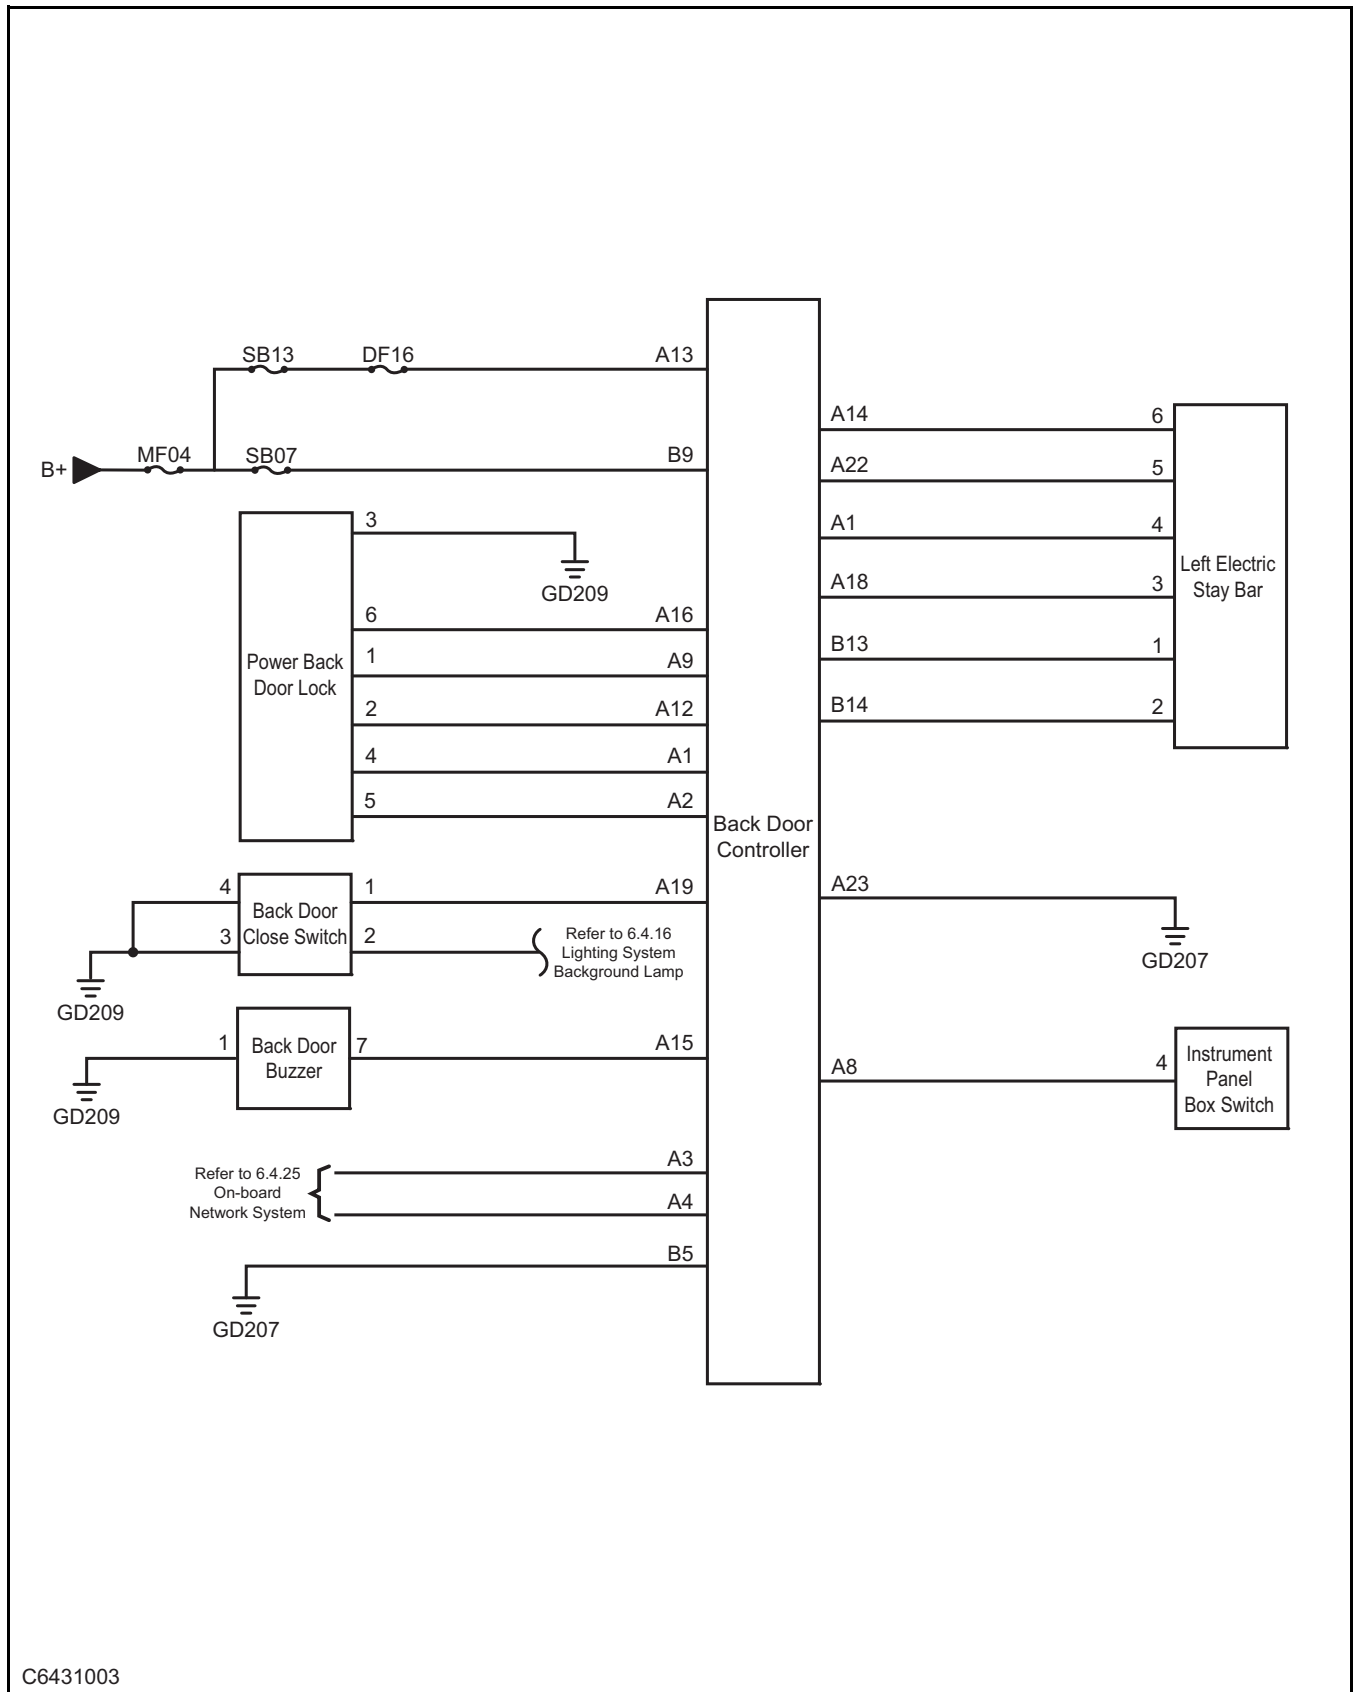 SB13 DF16 A13
A14 6
B+ MF04 SB07 B9
A22 5
3
A1 4
GD209
Left Electric
Stay Bar
A18 3
6 A16
B13 1
1 A9
Power Back
Door Lock
2 A12
B14 2
4 A1
5 A2
Back Door
Controller
4 1 A19
A23
Back Door
Close Switch
3 2
Refer to 6.4.16
Lighting System
Background Lamp
GD207
GD209
1 7 A15
Back Door
Buzzer
Instrument
Panel
Box Switch
A8 4
GD209
A3
Refer to 6.4.25
On-board
Network System
A4
B5
GD207
C6431003